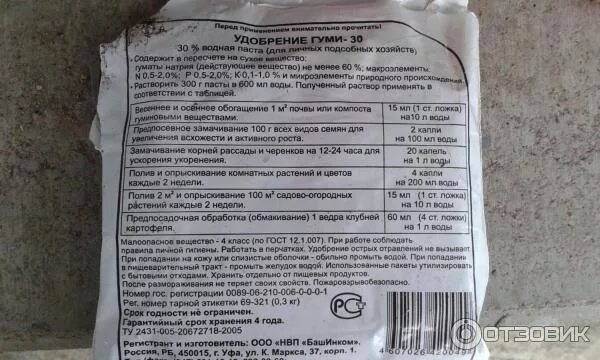 Перед применением внимательно прочитать!
УДОБРЕНИЕ ГУМИ- 30
30 % водная паста (для личных подсобных хозяйств)
• Содержит в пересчете на сухое вещество:
гуматы натрия (действующее вещество) не менее 60 %; макроэлементы:
N 0,5-2,0%; P 0,5-2,0%; K 0,1-1,0 % и микроэлементы природного происхождения
• Растворить 300 г пасты в 600 мл воды. Полученный раствор применять в
соответствии с таблицей.
Весеннее и осеннее обогащение 1 м² почвы или компоста 15 мл (1 ст. ложка)
гуминовыми веществами. на10 л воды
Предпосевное замачивание 100 г всех видов семян для 2 капли
увеличения всхожести и активного роста. на 100 мл воды
Замачивание корней рассады и черенков на 12-24 часа для 20 капель
ускорения укоренения. на 1 л воды
Полив и опрыскивание комнатных растений и цветов 4 капли
каждые 2 недели. на 200 мл воды
Полив 2 м² и опрыскивание 100 м² садово-огородных 15 мл (1 ст. ложка)
растений каждые 2 недели. на 10 л воды
Предпосадочная обработка (обмакивание) 1 ведра клубней 60 мл (4 ст. ложки)
картофеля. на 1 л воды
Малоопасное вещество - 4 класс (по ГОСТ 12.1.007). При работе соблюдать
правила личной гигиены. Работать в перчатках. Удобрение острых отравлений не вызывает.
При попадании на кожу или слизистые оболочки - обильно промыть водой. При попадании
в пищеварительный тракт - промыть желудок водой. Использованные пакеты утилизировать
с бытовыми отходами. Хранить отдельно от пищевых продуктов.
После размораживания не теряет своих свойств. Пожаровзрывобезопасно.
Номер гос. регистрации 0089-06-210-006-0-0-0-1
Рег. номер тарной этикетки 69-321 (0,3 кг)
Срок годности не ограничен.
Гарантийный срок хранения 4 года.
ТУ 2431-005-20672718-2005
Регистрант и изготовитель: ООО «НВП «БашИнком».
Россия, РБ, 450015, г. Уфа, ул. К. Маркса, 37, корп. 1.
РСТ
ОТЗОВИК